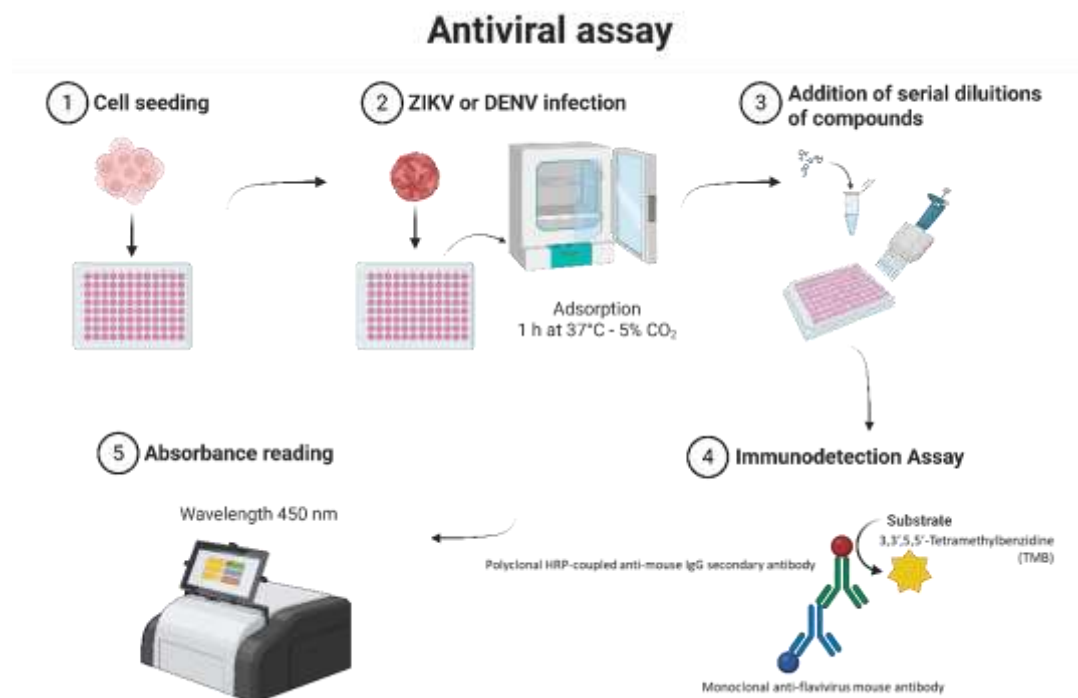 Antiviral assay
1 Cell seeding
2 ZIKV or DENV infection
Adsorption
1 h at 37°C - 5% CO₂
3 Addition of serial diluitions
of compounds
4 Immunodetection Assay
Substrate
3,3′,5,5′-Tetramethylbenzidine
(TMB)
Polyclonal HRP-coupled anti-mouse IgG secondary antibody
Monoclonal anti-flavivirus mouse antibody
5 Absorbance reading
Wavelength 450 nm